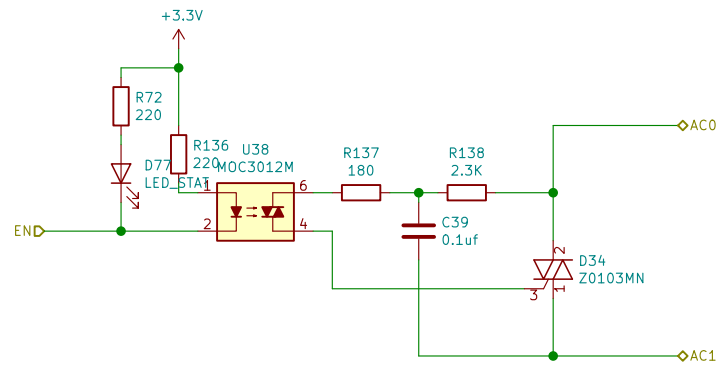 +3.3V
R72
220
R136
220
D77
LED_STAT
U38
MOC3012M
1
2
6
4
R137
180
R138
2.3K
C39
0.1uf
D34
Z0103MN
2
1
3
EN
AC0
AC1